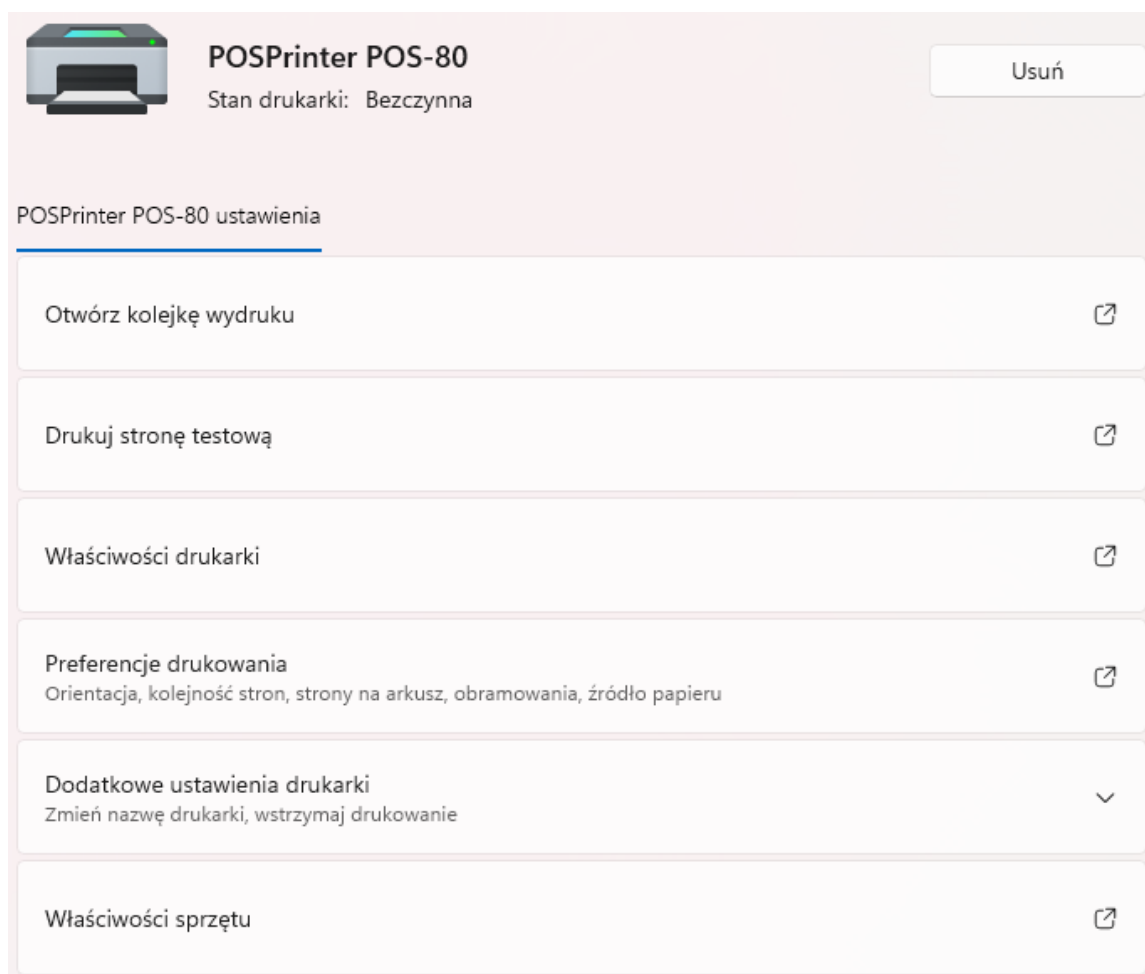 POSPrinter POS-80
Stan drukarki: Bezczynna
Usuń
POSPrinter POS-80 ustawienia
Otwórz kolejkę wydruku
Drukuj stronę testową
Właściwości drukarki
Preferencje drukowania
Orientacja, kolejność stron, strony na arkusz, obramowania, źródło papieru
Dodatkowe ustawienia drukarki
Zmień nazwę drukarki, wstrzymaj drukowanie
Właściwości sprzętu